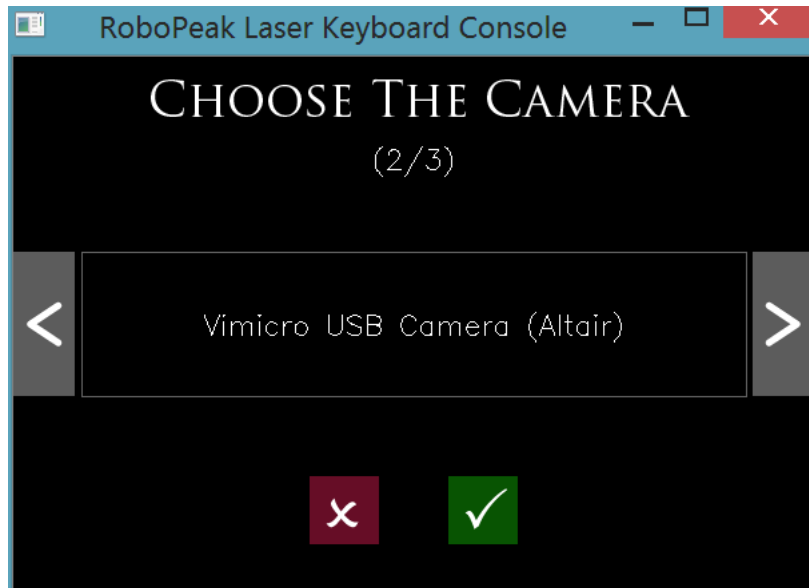 RoboPeak Laser Keyboard Console
CHOOSE THE CAMERA
(2/3)
Vimicro USB Camera (Altair)